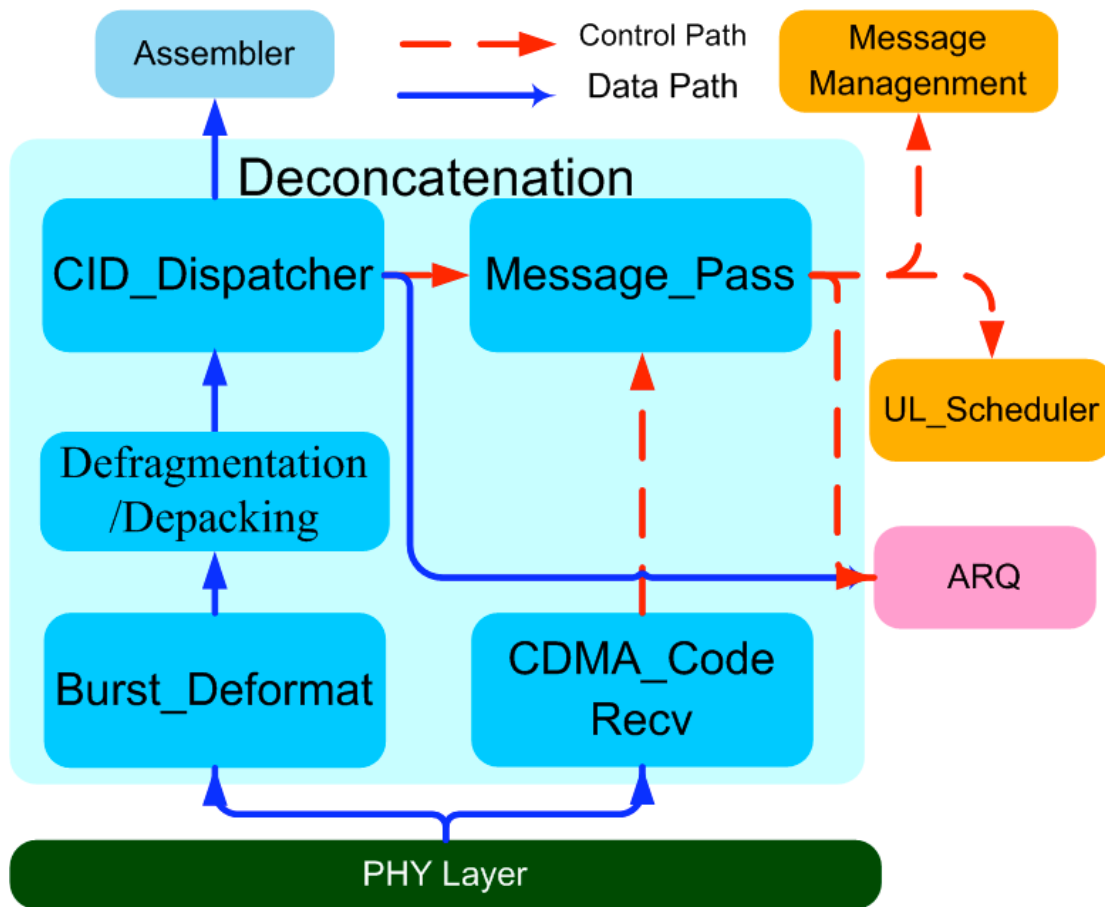 Assembler
Control Path
Data Path
Message
Managenment
Deconcatenation
CID_Dispatcher
Message_Pass
UL_Scheduler
Defragmentation
/Depacking
ARQ
Burst_Deformat
CDMA_Code
Recv
PHY Layer